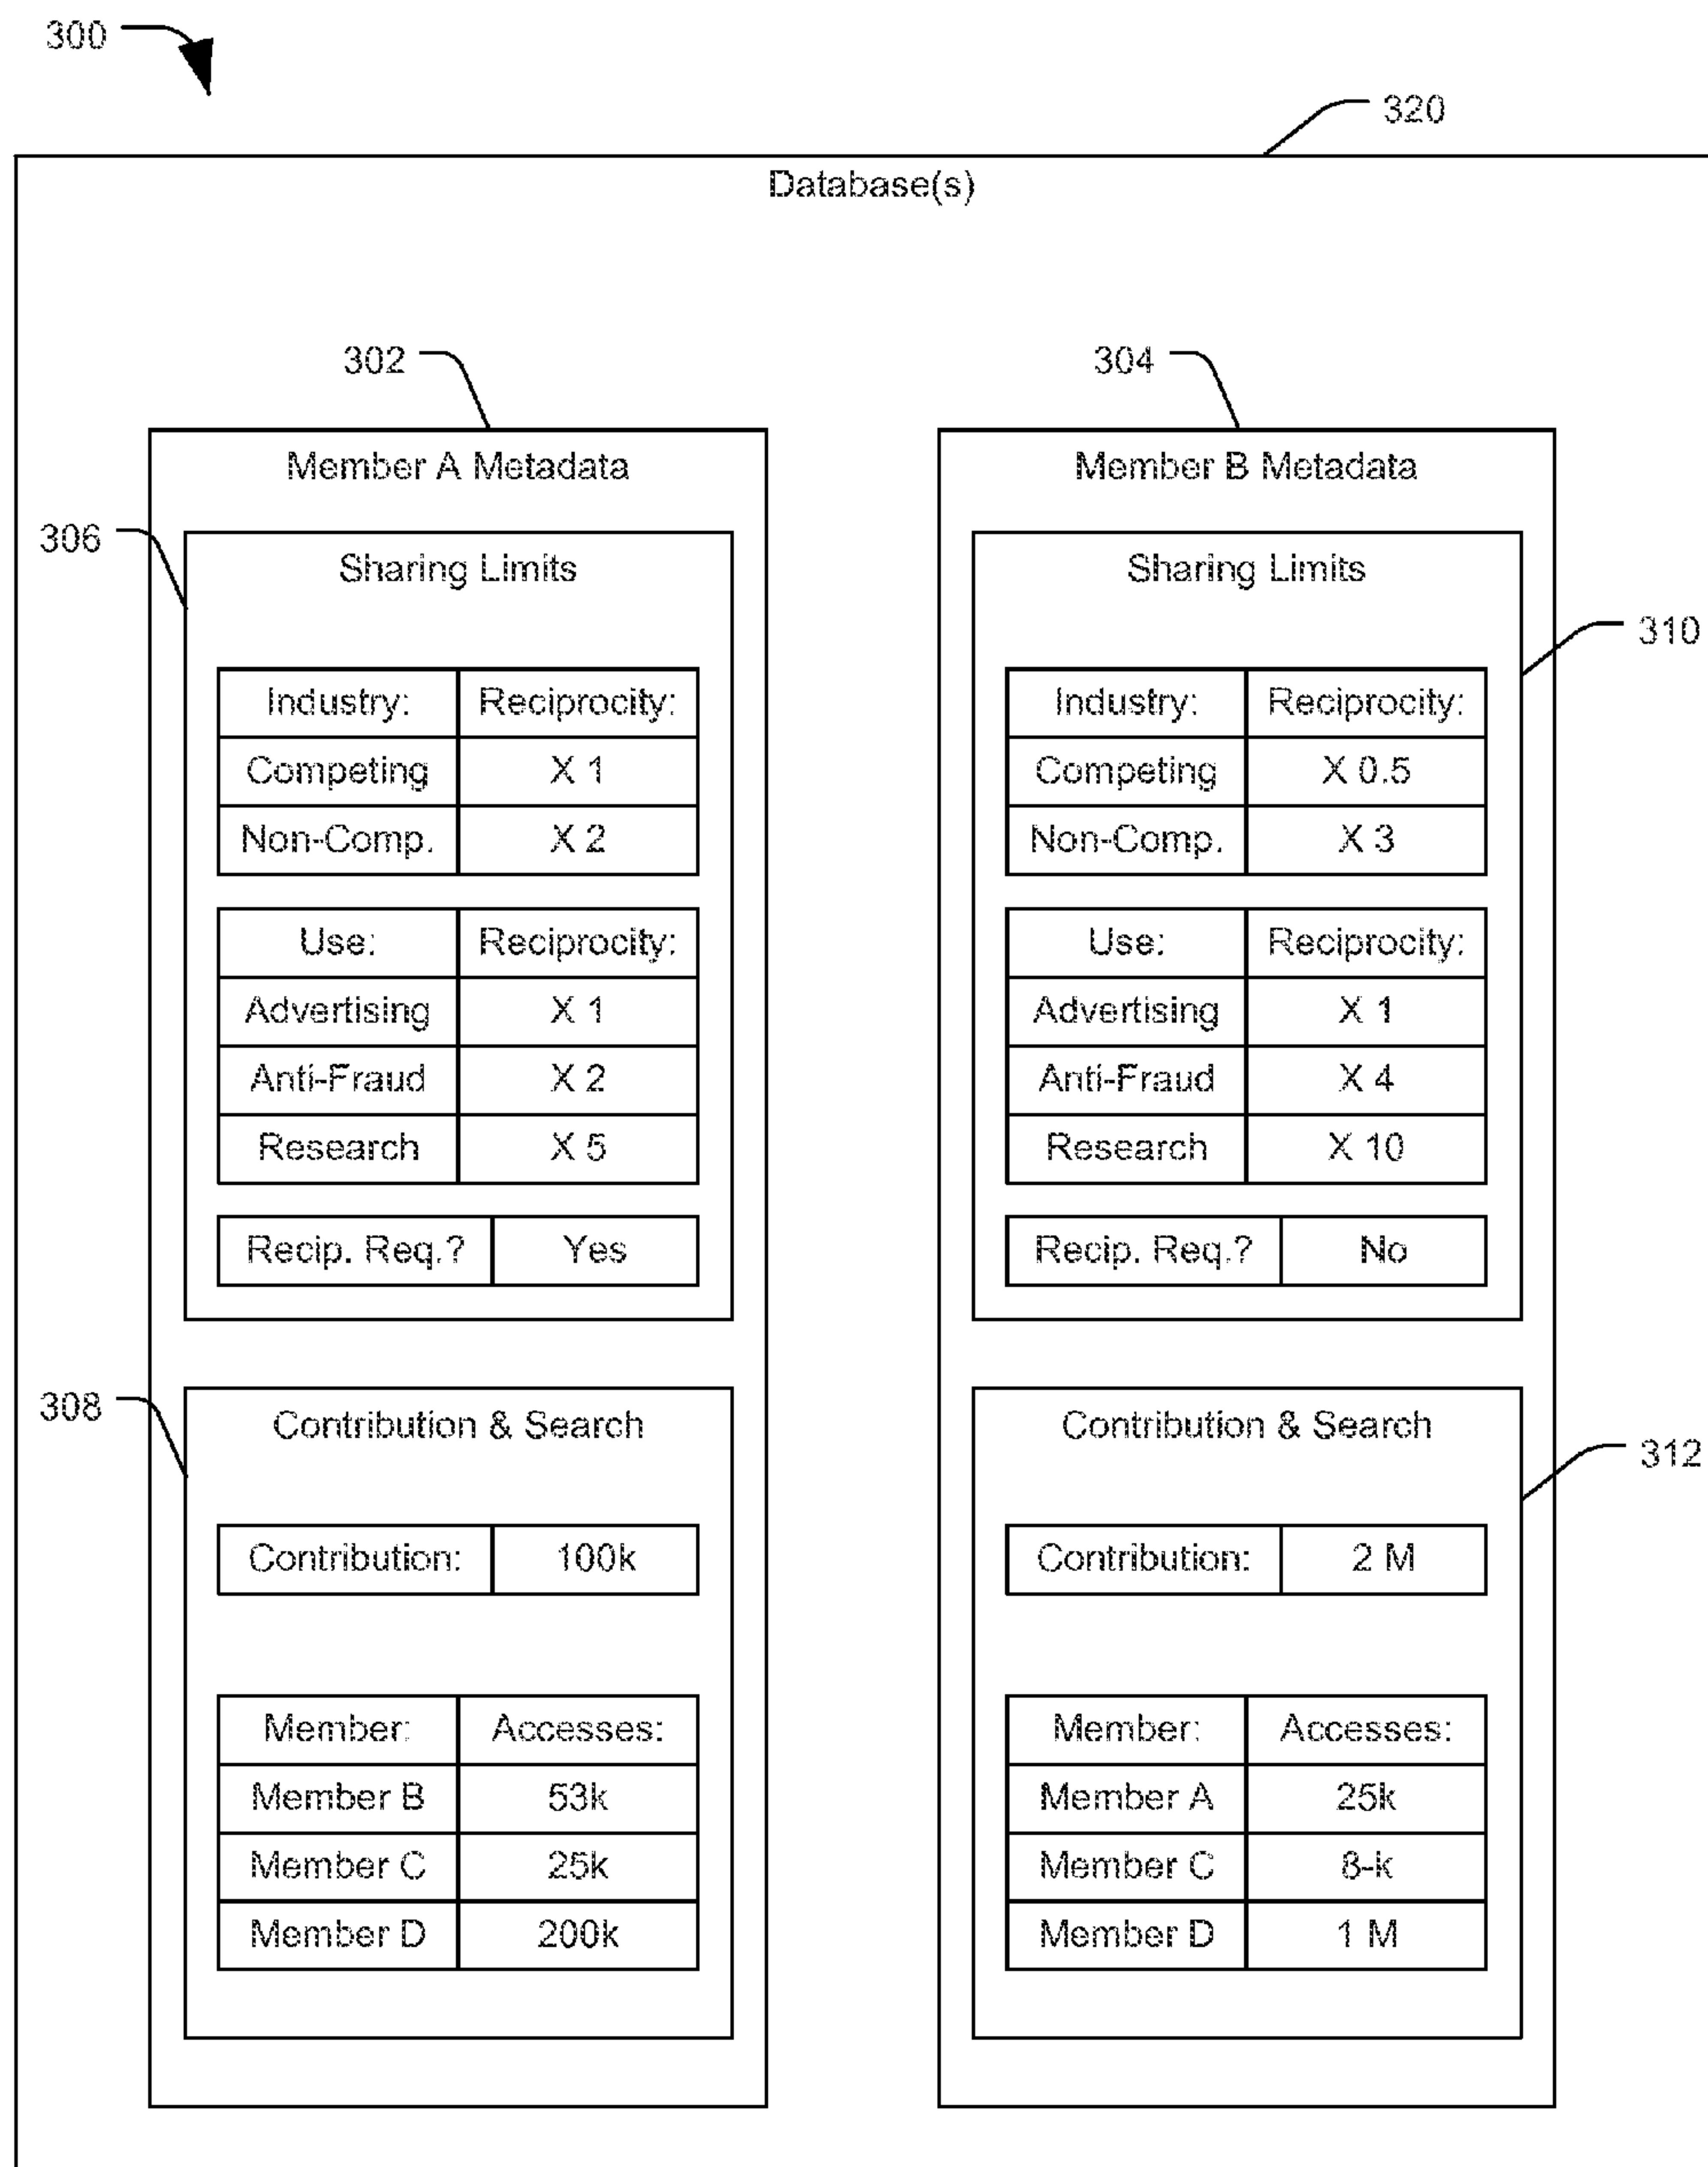 300
320
Database(s)
302
304
Member A Metadata
306
Sharing Limits
Industry: Reciprocity:
Competing X 1
Non-Comp. X 2
Use: Reciprocity:
Advertising X 1
Anti-Fraud X 2
Research X 5
Recip. Req.? Yes
308
Contribution & Search
Contribution: 100k
Member: Accesses:
Member B 53k
Member C 25k
Member D 200k
Member B Metadata
Sharing Limits
310
Industry: Reciprocity:
Competing X 0.5
Non-Comp. X 3
Use: Reciprocity:
Advertising X 1
Anti-Fraud X 4
Research X 10
Recip. Req.? No
Contribution & Search
312
Contribution: 2 M
Member: Accesses:
Member A 25k
Member C 8-k
Member D 1 M